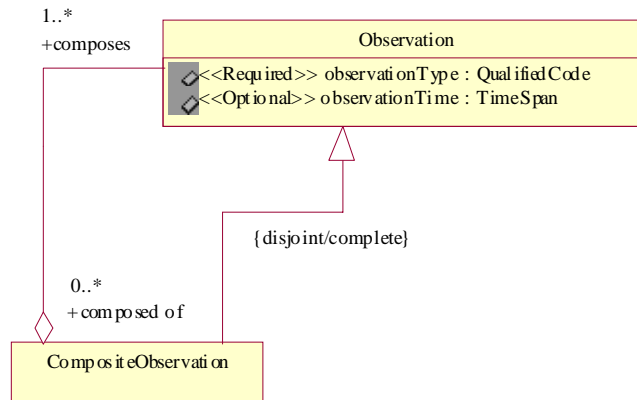 1..*
+composes
Observation
<<Required>> observationType : QualifiedCode
<<Optional>> observationTime : TimeSpan
{disjoint/complete}
0..*
+composed of
CompositeObservation